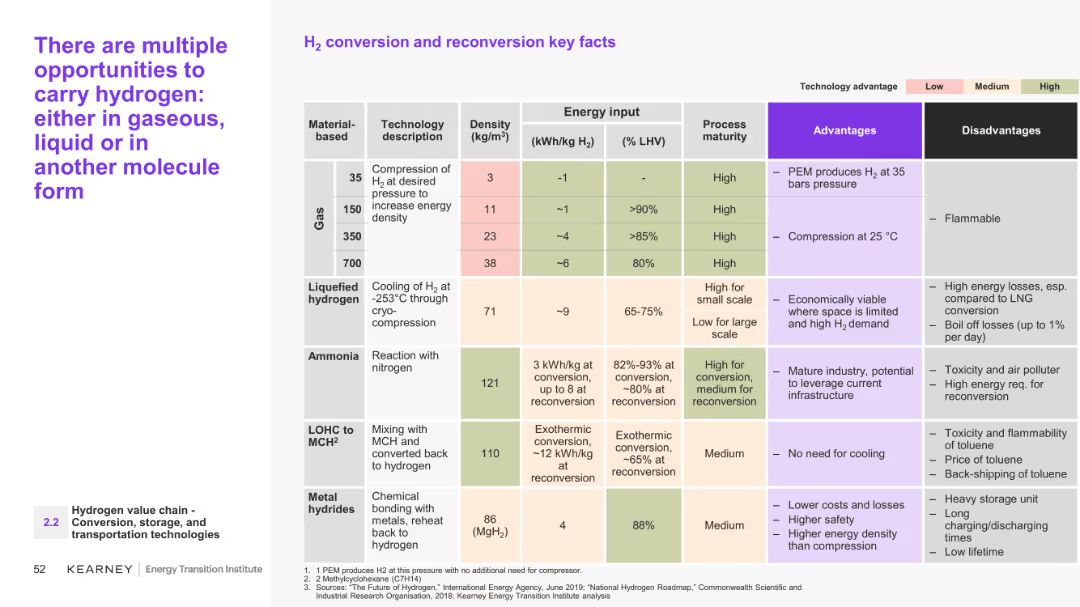 There are multiple
opportunities to
carry hydrogen:
either in gaseous,
liquid or in
another molecule
form
2.2
Hydrogen value chain -
Conversion, storage, and
transportation technologies
52 KEARNEY Energy Transition Institute
H2 conversion and reconversion key facts
Technology advantage Low Medium High
Material-
based
Technology
description
Density
(kg/m³)
Energy input
(kWh/kg H2)
(% LHV)
Process
maturity
Advantages
Disadvantages
Gas
35
150
350
700
Compression of
H2 at desired
pressure to
increase energy
density
3
-1
-
High
11
~1
>90%
High
23
~4
>85%
High
38
~6
80%
High
– PEM produces H2 at 35
bars pressure
– Compression at 25 °C
– Flammable
Liquefied
hydrogen
Cooling of H2 at
-253°C through
cryo-
compression
71
~9
65-75%
High for
small scale
Low for large
scale
– Economically viable
where space is limited
and high H2 demand
– High energy losses, esp.
compared to LNG
conversion
– Boil off losses (up to 1%
per day)
Ammonia
Reaction with
nitrogen
121
3 kWh/kg at
conversion,
up to 8 at
reconversion
82%-93% at
conversion,
~80% at
reconversion
High for
conversion,
medium for
reconversion
– Mature industry, potential
to leverage current
infrastructure
– Toxicity and air polluter
– High energy req. for
reconversion
LOHC to
MCH²
Mixing with
MCH and
converted back
to hydrogen
110
Exothermic
conversion,
~12 kWh/kg
at
reconversion
Exothermic
conversion,
~65% at
reconversion
Medium
– No need for cooling
– Toxicity and flammability
of toluene
– Price of toluene
– Back-shipping of toluene
Metal
hydrides
Chemical
bonding with
metals, reheat
back to
hydrogen
86
(MgH2)
4
88%
Medium
– Lower costs and losses
– Higher safety
– Higher energy density
than compression
– Heavy storage unit
– Long
charging/discharging
times
– Low lifetime
1. 1 PEM produces H2 at this pressure with no additional need for compressor.
2. 2 Methylcyclohexane (C7H14)
3. Sources: "The Future of Hydrogen," International Energy Agency, June 2019; "National Hydrogen Roadmap," Commonwealth Scientific and
Industrial Research Organisation, 2018; Kearney Energy Transition Institute analysis